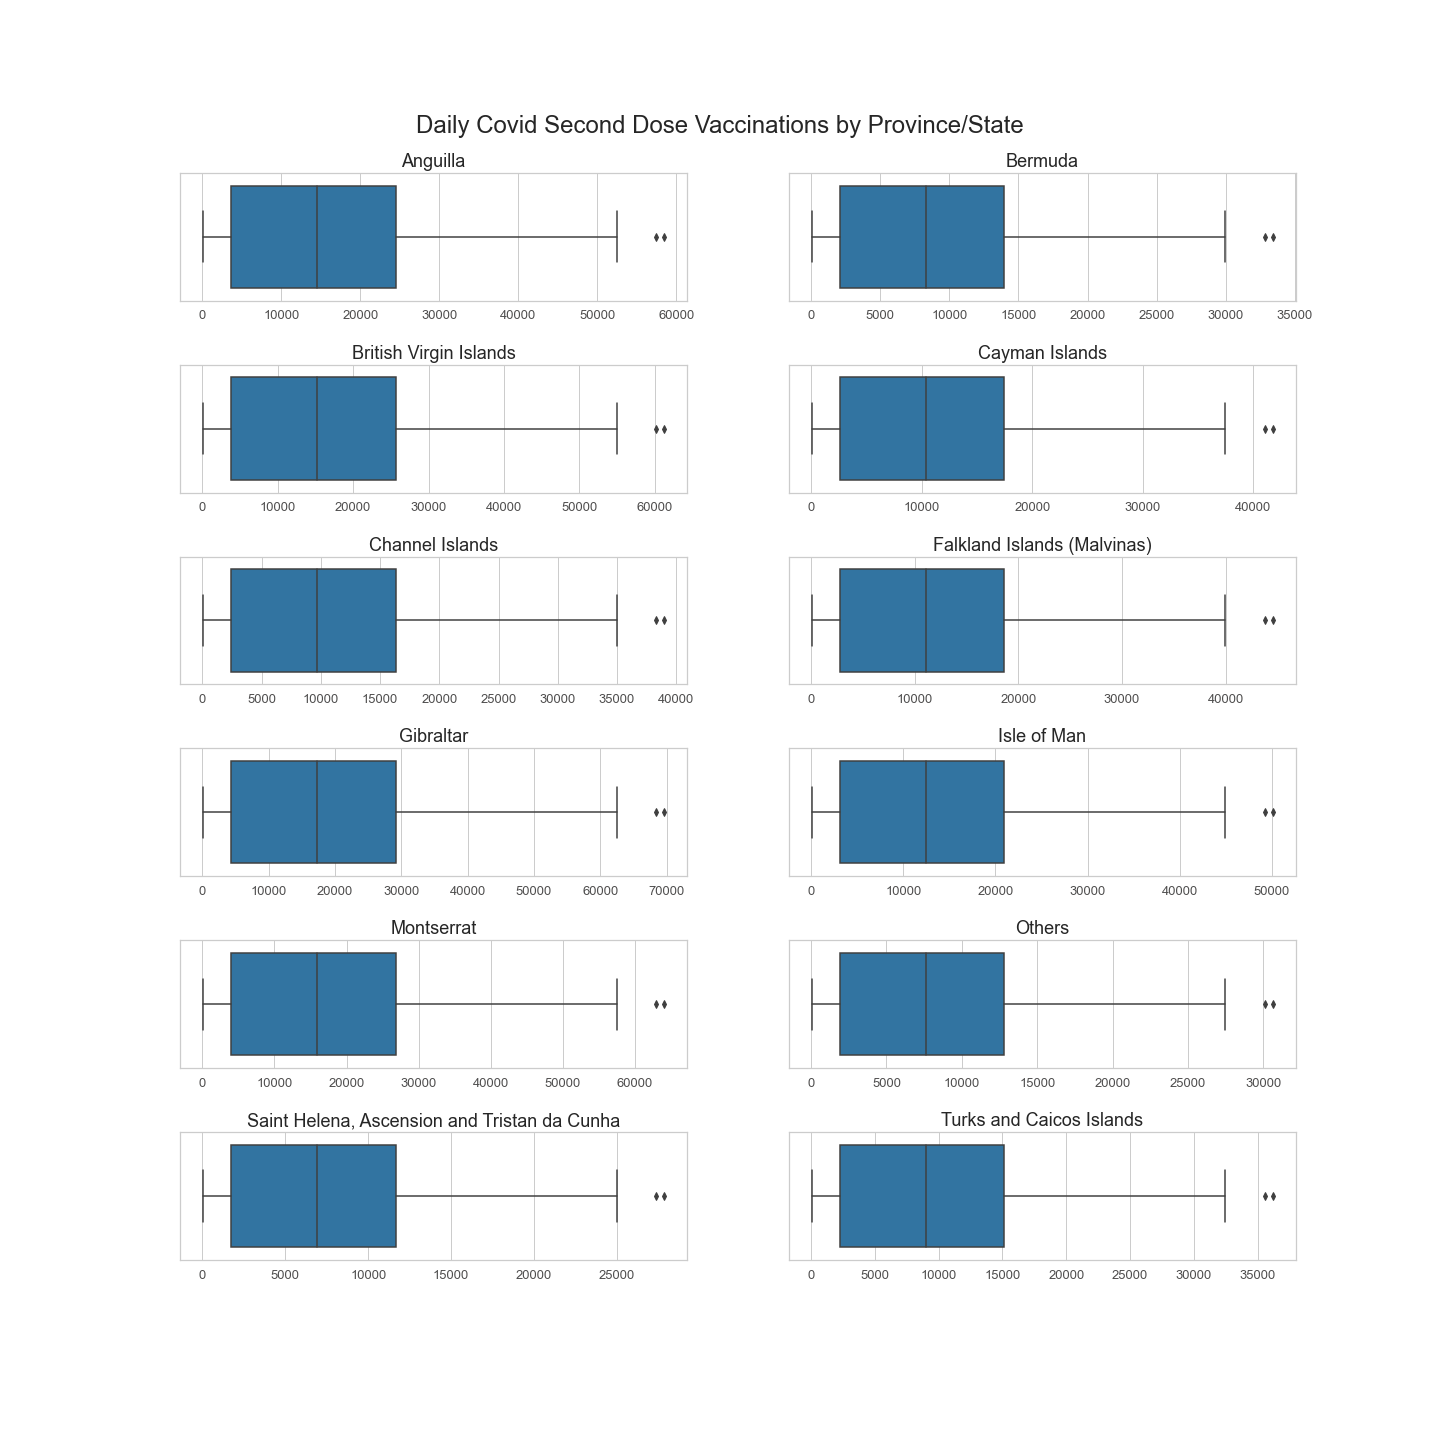 Daily Covid Second Dose Vaccinations by Province/State
Anguilla
0 10000 20000 30000 40000 50000 60000
Bermuda
0 5000 10000 15000 20000 25000 30000 35000
British Virgin Islands
0 10000 20000 30000 40000 50000 60000
Cayman Islands
0 10000 20000 30000 40000
Channel Islands
0 5000 10000 15000 20000 25000 30000 35000 40000
Falkland Islands (Malvinas)
0 10000 20000 30000 40000
Gibraltar
0 10000 20000 30000 40000 50000 60000 70000
Isle of Man
0 10000 20000 30000 40000 50000
Montserrat
0 10000 20000 30000 40000 50000 60000
Others
0 5000 10000 15000 20000 25000 30000
Saint Helena, Ascension and Tristan da Cunha
0 5000 10000 15000 20000 25000
Turks and Caicos Islands
0 5000 10000 15000 20000 25000 30000 35000